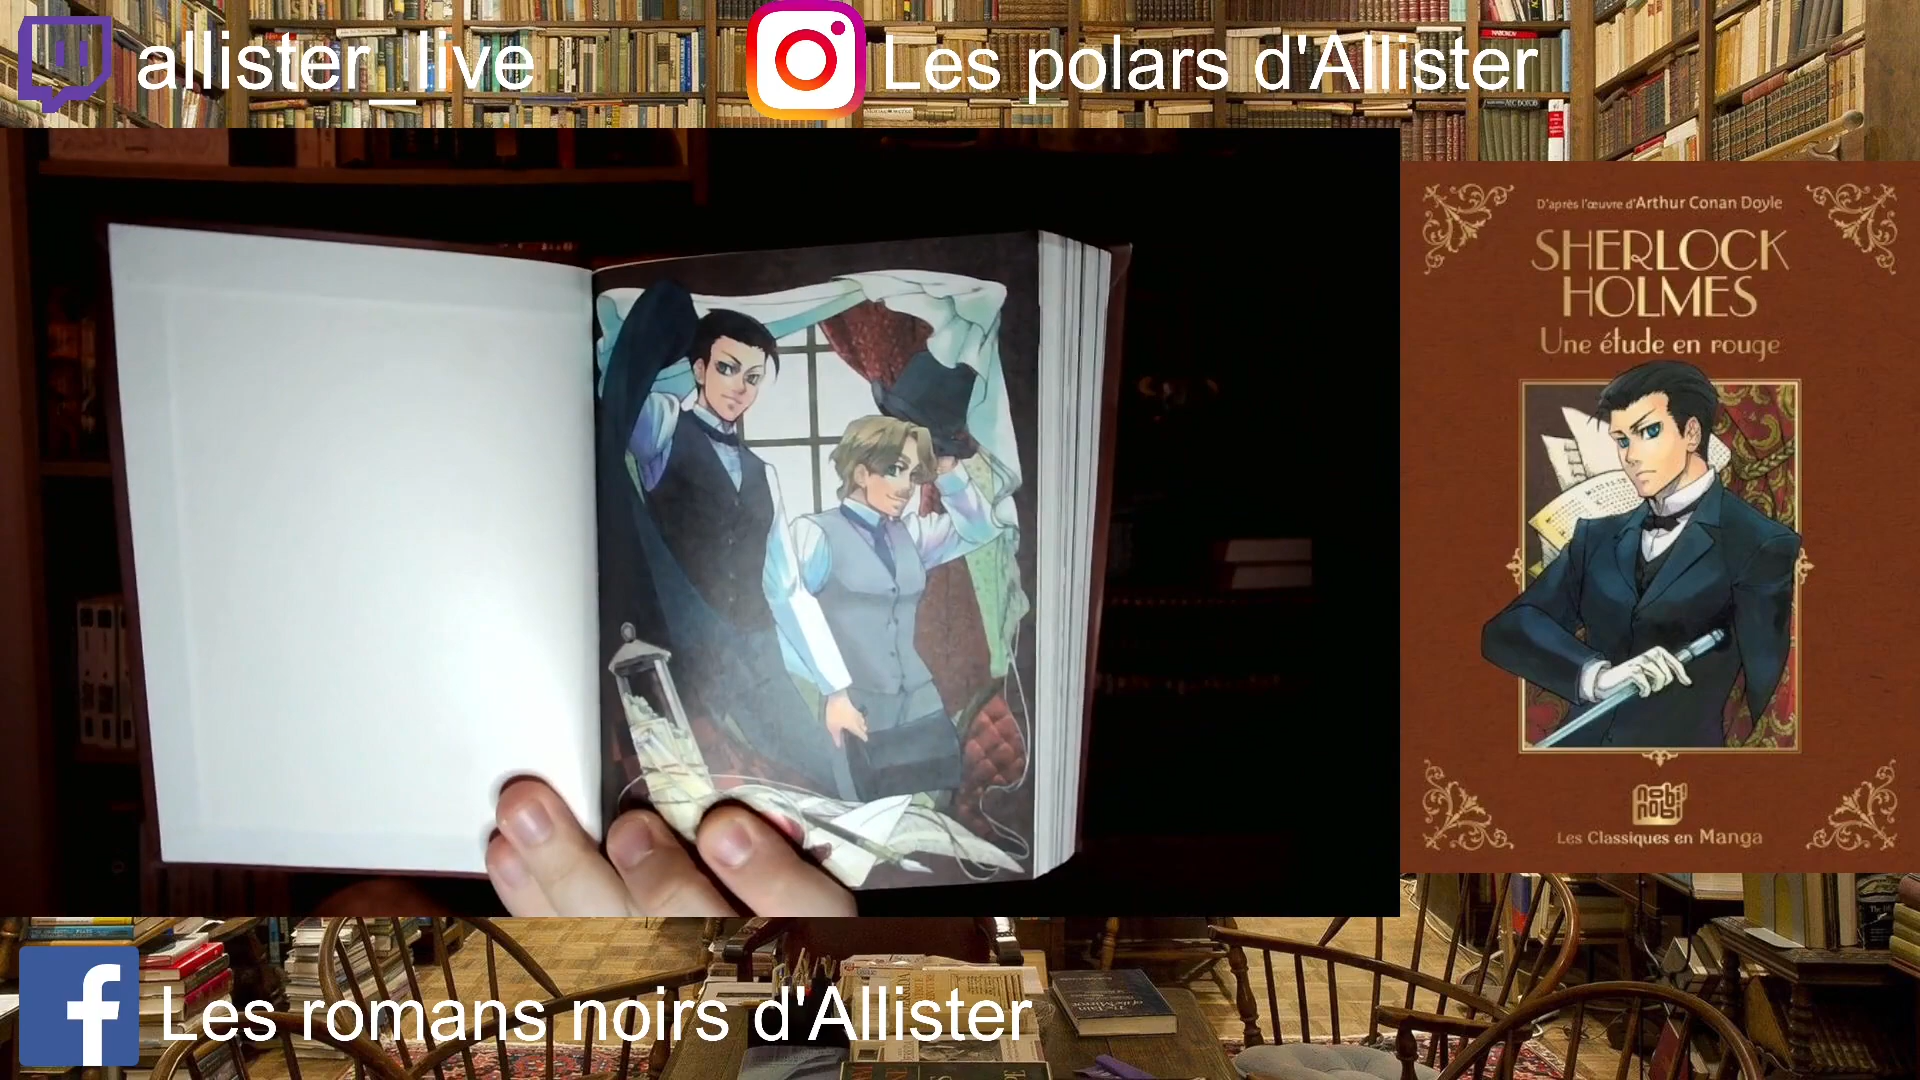 allister_live
Les polars d'Allister
D'après l'œuvre d'Arthur Conan Doyle
SHERLOCK
HOLMES
Une étude en rouge
nobi!
nobi!
Les Classiques en Manga
Les romans noirs d'Allister